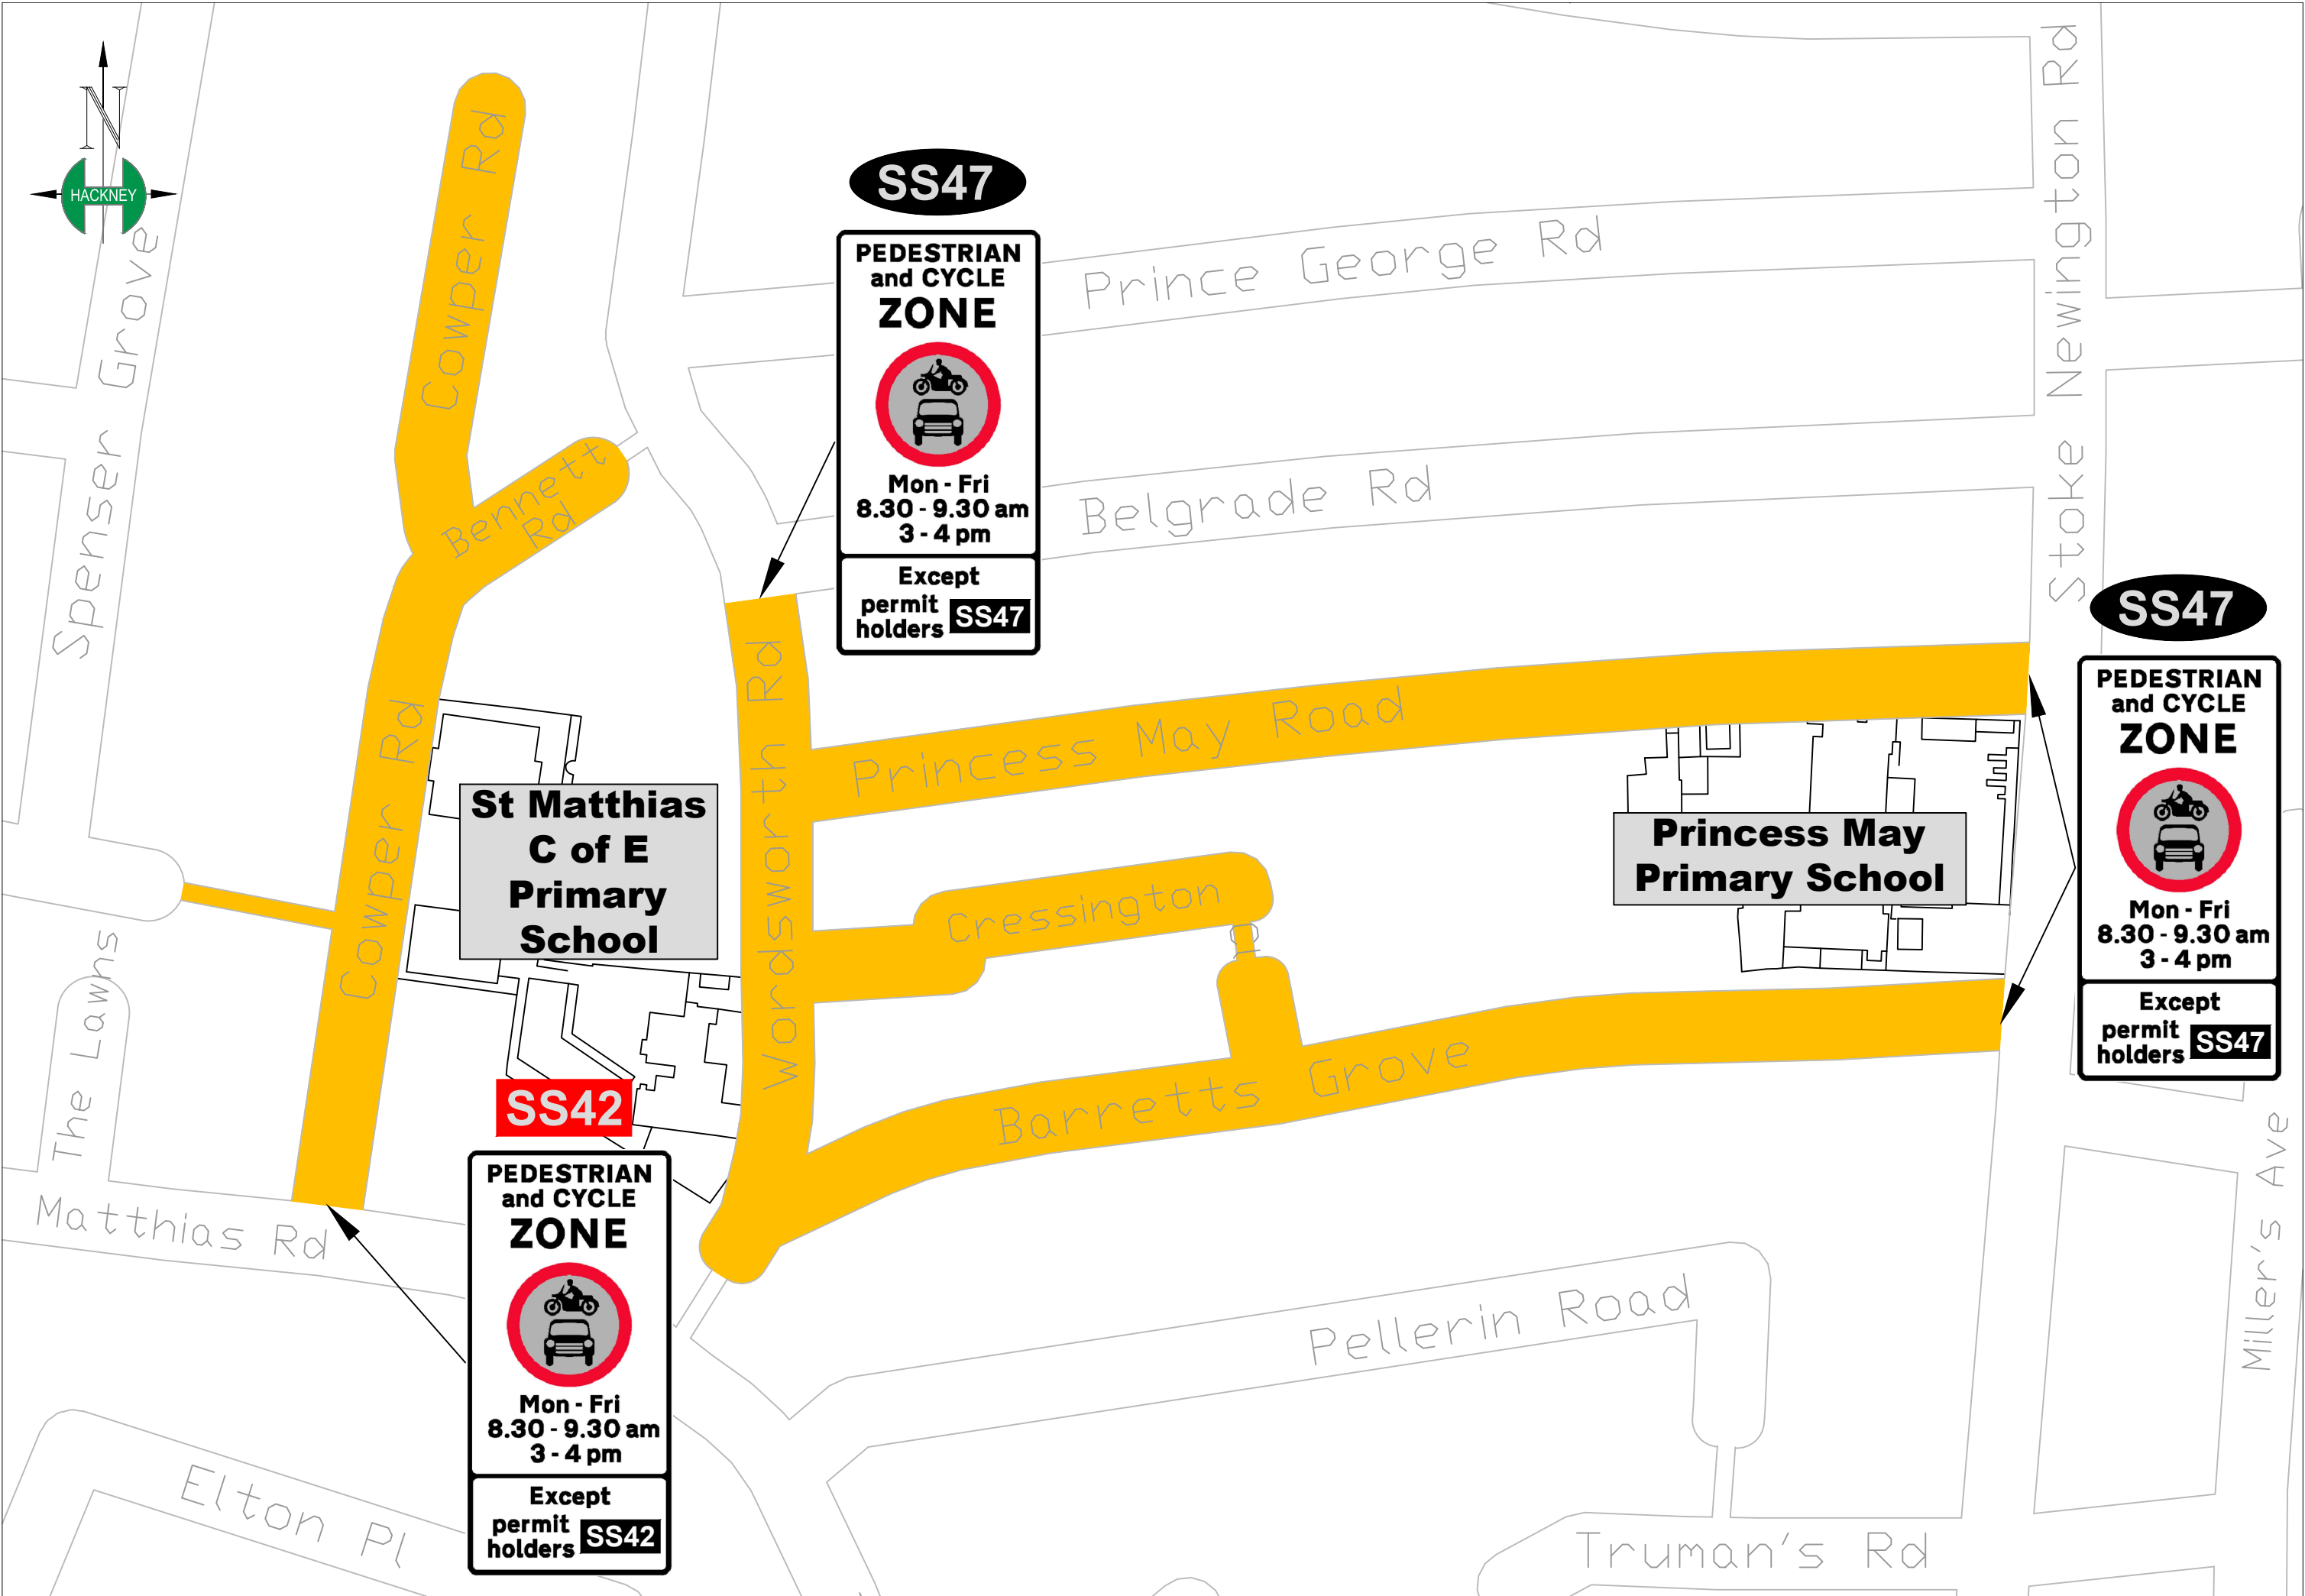 N
HACKNEY
Spenser Grove
Cowper Rd
Bennett
Rd
Cowper Rd
The Lawns
Matthias Rd
Elton Pl
St Matthias
C of E
Primary
School
SS42
PEDESTRIAN
and CYCLE
ZONE
Mon - Fri
8.30 - 9.30 am
3 - 4 pm
Except
permit
holders SS42
SS47
PEDESTRIAN
and CYCLE
ZONE
Mon - Fri
8.30 - 9.30 am
3 - 4 pm
Except
permit
holders SS47
Prince George Rd
Belgrade Rd
Wordsworth Rd
Princess May Road
Cressington
Barretts Grove
Pellerin Road
Truman's Rd
Princess May
Primary School
Stoke Newington Rd
SS47
PEDESTRIAN
and CYCLE
ZONE
Mon - Fri
8.30 - 9.30 am
3 - 4 pm
Except
permit
holders SS47
Miller's Ave